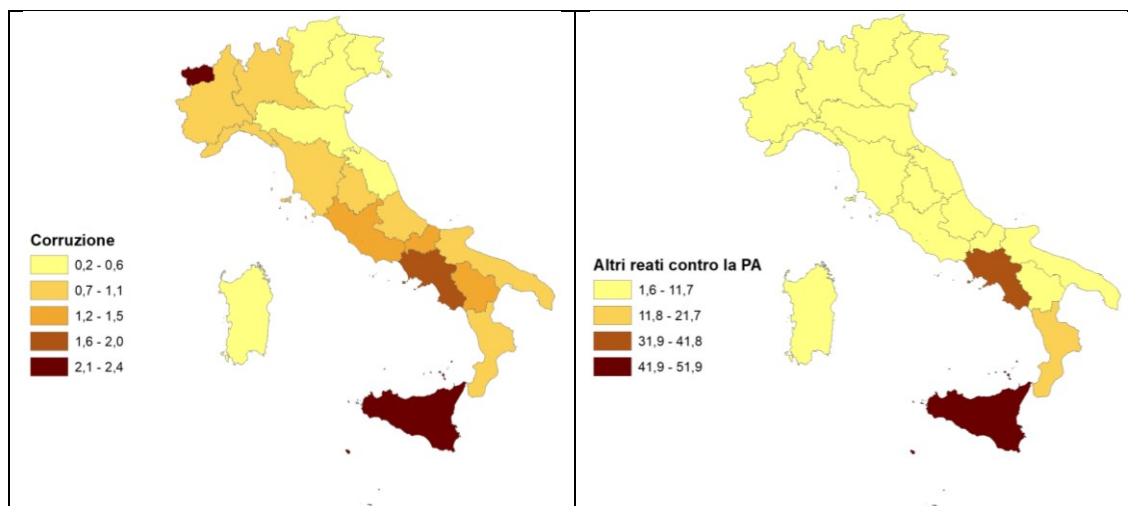 Corruzione
0,2 - 0,6
0,7 - 1,1
1,2 - 1,5
1,6 - 2,0
2,1 - 2,4
Altri reati contro la PA
1,6 - 11,7
11,8 - 21,7
31,9 - 41,8
41,9 - 51,9